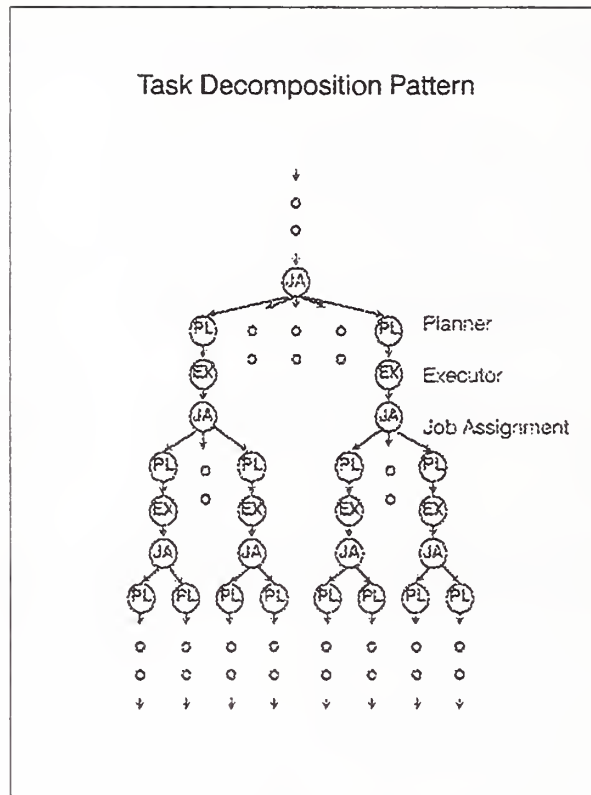 Task Decomposition Pattern
JA
PL PL Planner
EX EX Executor
JA JA Job Assignment
PL PL PL PL
EX EX EX EX
JA JA JA JA
PL PL PL PL PL PL PL PL